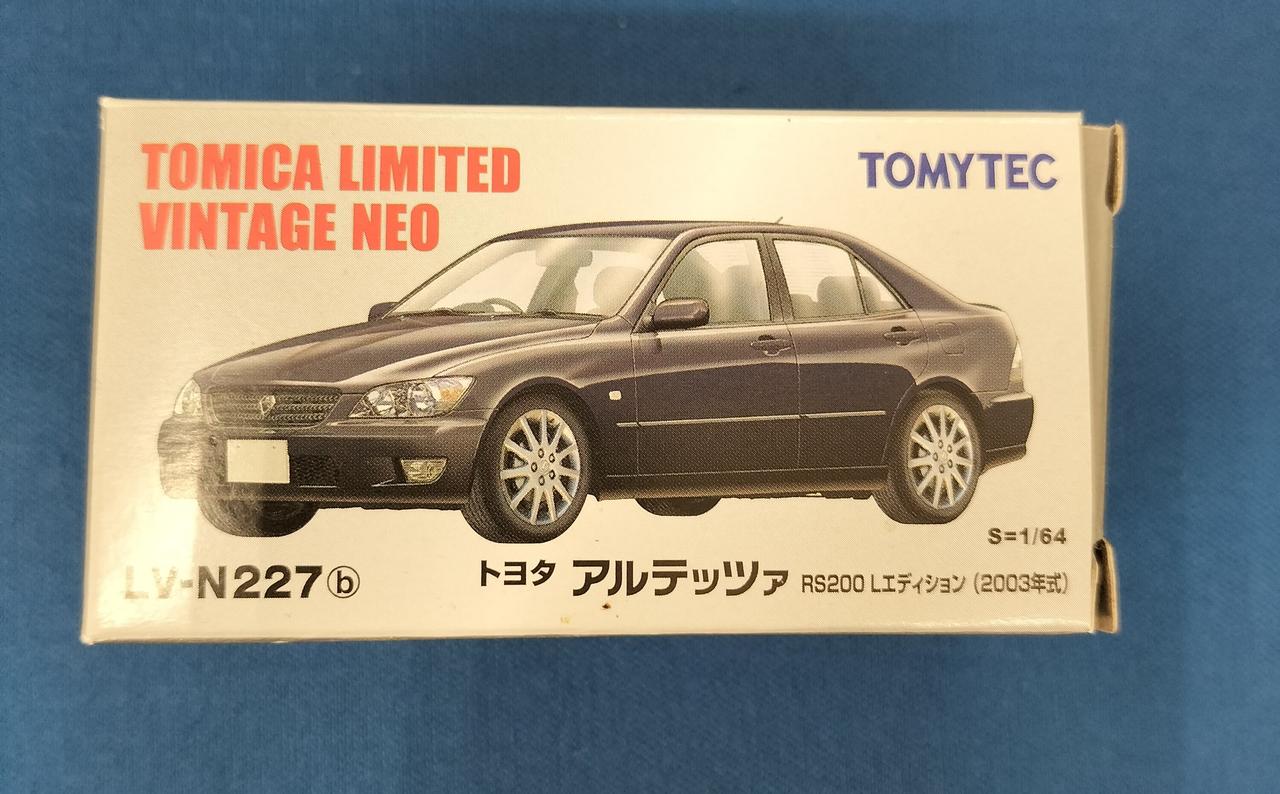 TOMICA LIMITED
VINTAGE NEO
TOMYTEC
S=1/64
LV-N227ⓑ
トヨタ アルテッツァ RS200 Lエディション (2003年式)